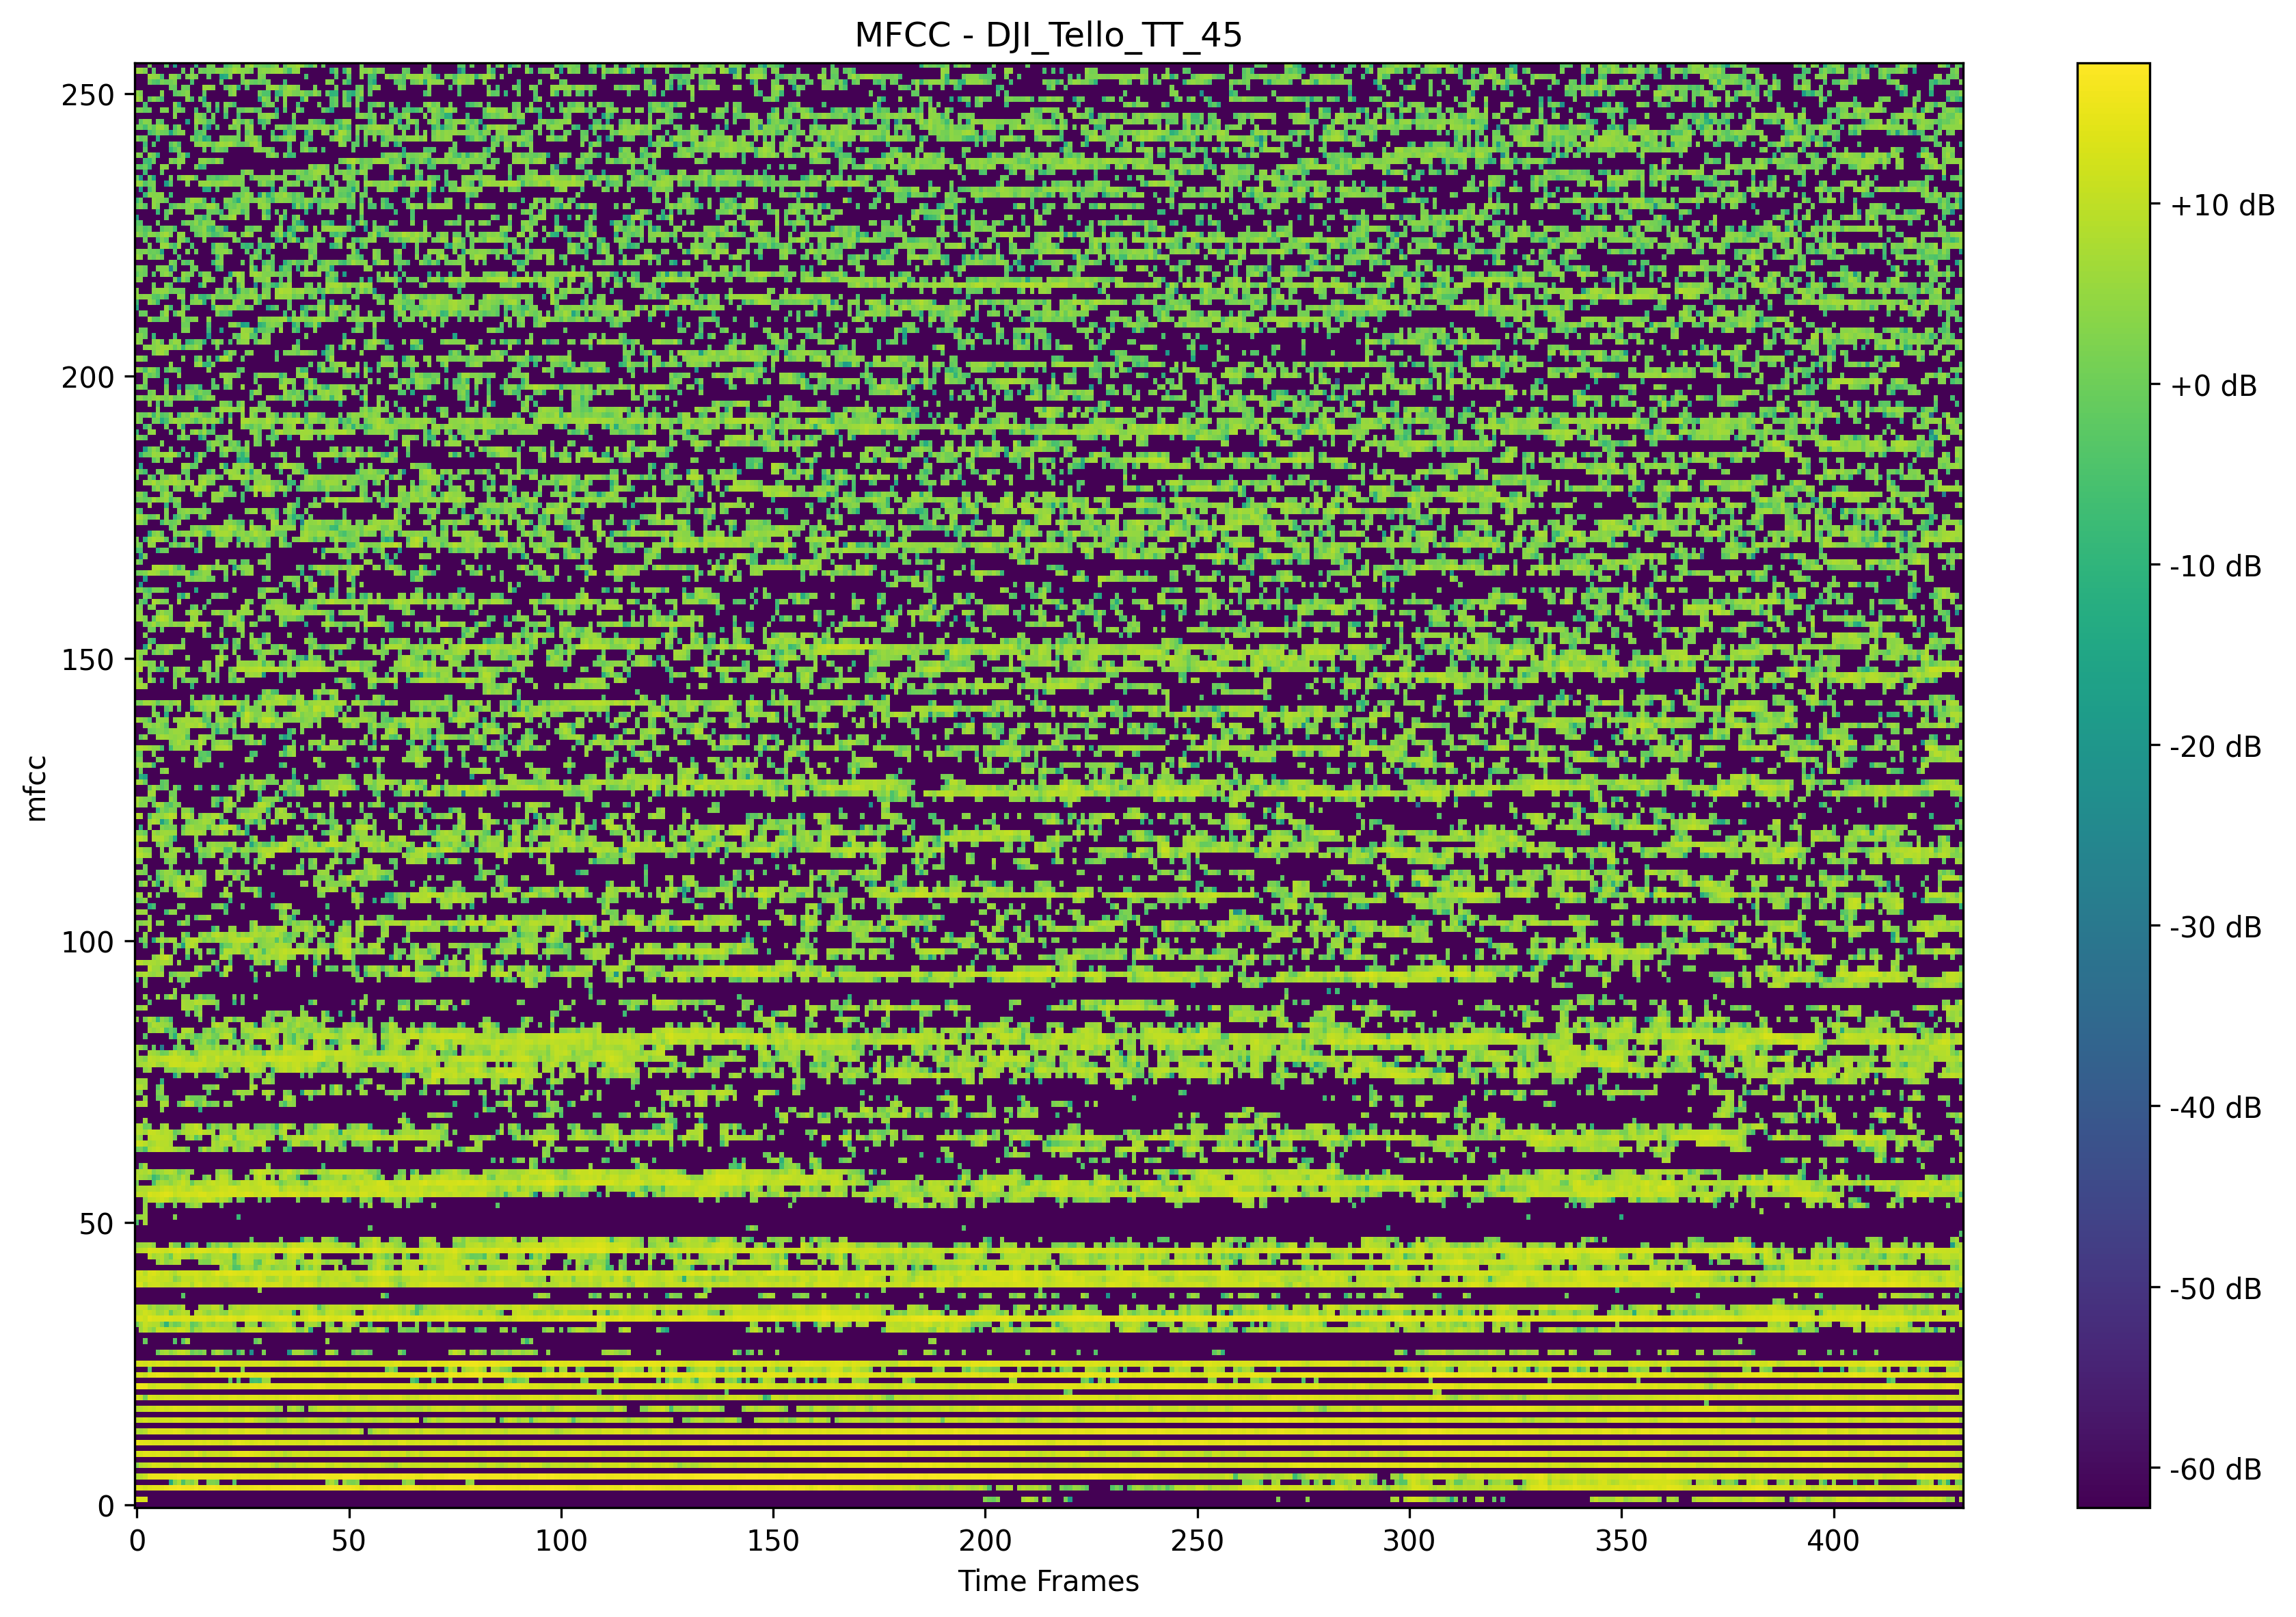 MFCC - DJI_Tello_TT_45
250
200
150
100
50
0
mfcc
0 50 100 150 200 250 300 350 400
Time Frames
+10 dB
+0 dB
-10 dB
-20 dB
-30 dB
-40 dB
-50 dB
-60 dB